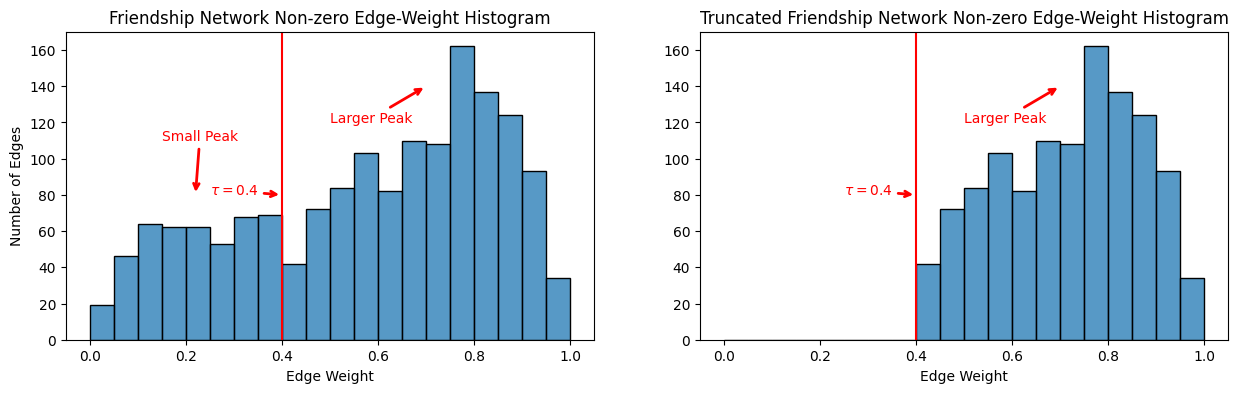 Friendship Network Non-zero Edge-Weight Histogram
160
140
120
100
80
60
40
20
0
Number of Edges
Small Peak
Larger Peak
τ = 0.4
0.0 0.2 0.4 0.6 0.8 1.0
Edge Weight
Truncated Friendship Network Non-zero Edge-Weight Histogram
160
140
120
100
80
60
40
20
0
Larger Peak
τ = 0.4
0.0 0.2 0.4 0.6 0.8 1.0
Edge Weight